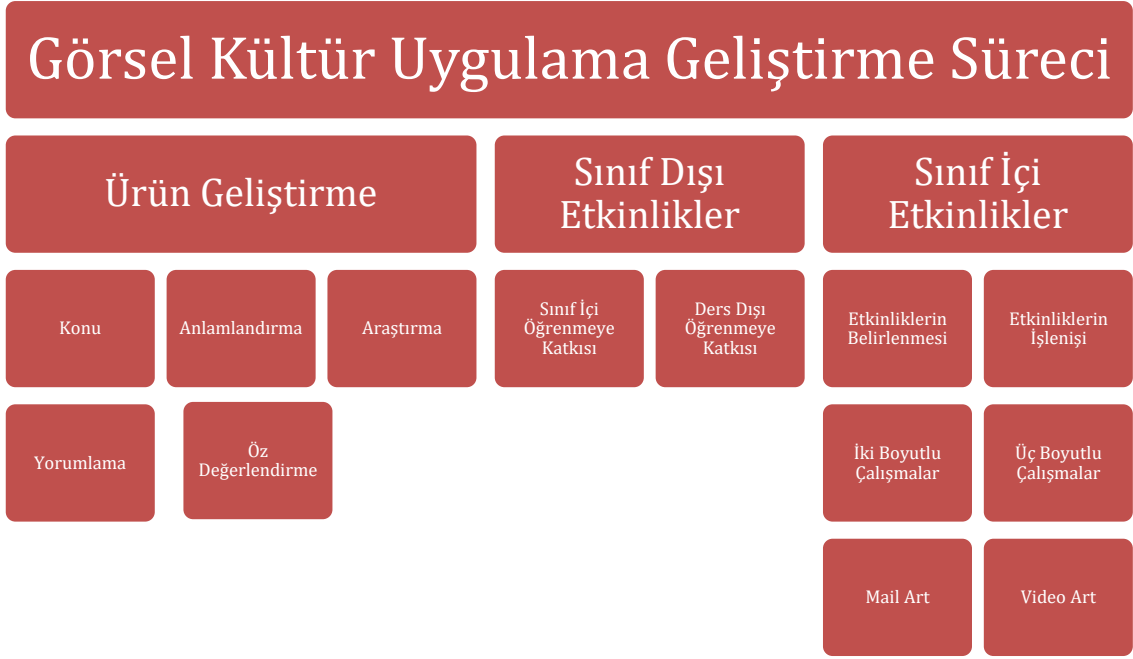 Görsel Kültür Uygulama Geliştirme Süreci
Ürün Geliştirme
Sınıf Dışı
Etkinlikler
Sınıf İçi
Etkinlikler
Konu
Anlamlandırma
Araştırma
Sınıf İçi
Öğrenmeye
Katkısı
Ders Dışı
Öğrenmeye
Katkısı
Etkinliklerin
Belirlenmesi
Etkinliklerin
İşlenişi
Yorumlama
Öz
Değerlendirme
İki Boyutlu
Çalışmalar
Üç Boyutlu
Çalışmalar
Mail Art
Video Art